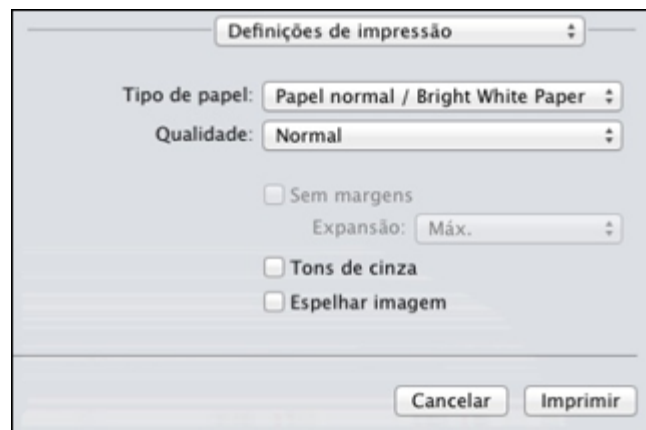 Definições de impressão
Tipo de papel: Papel normal / Bright White Paper
Qualidade: Normal
Sem margens
Expansão: Máx.
Tons de cinza
Espelhar imagem
Cancelar Imprimir